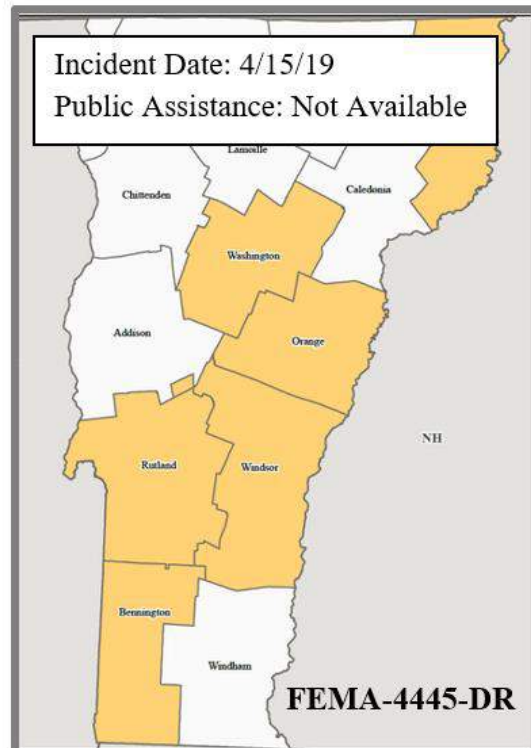 Incident Date: 4/15/19
Public Assistance: Not Available
Lamoille
Chittenden
Caledonia
Washington
Addison
Orange
NH
Rutland
Windsor
Bennington
Windham
FEMA-4445-DR